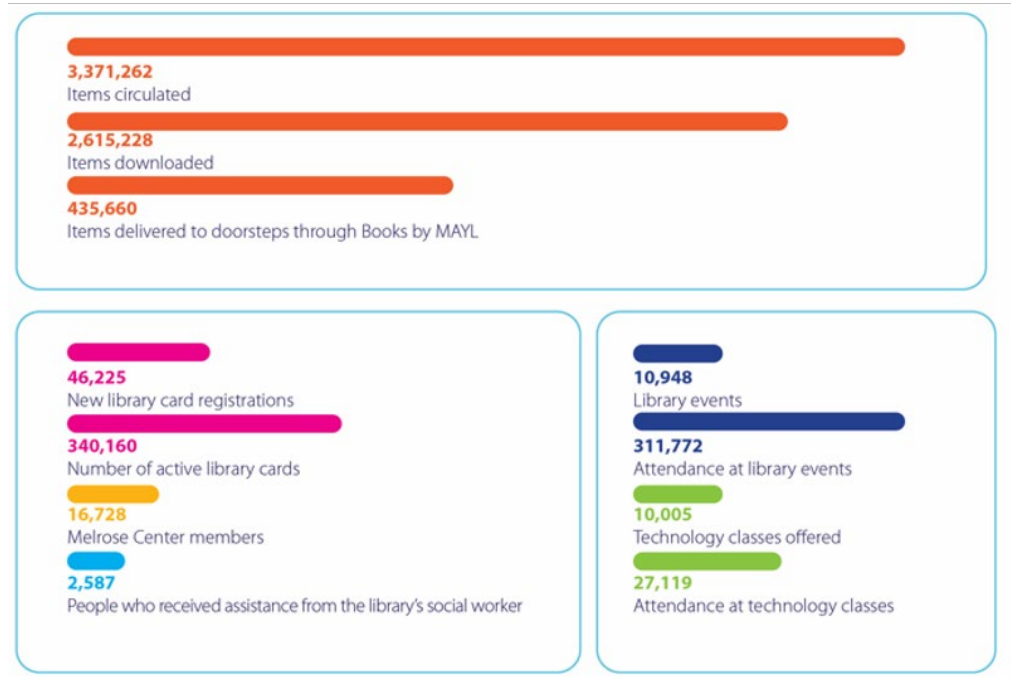 3,371,262
Items circulated
2,615,228
Items downloaded
435,660
Items delivered to doorsteps through Books by MAYL
46,225
New library card registrations
340,160
Number of active library cards
16,728
Melrose Center members
2,587
People who received assistance from the library's social worker
10,948
Library events
311,772
Attendance at library events
10,005
Technology classes offered
27,119
Attendance at technology classes